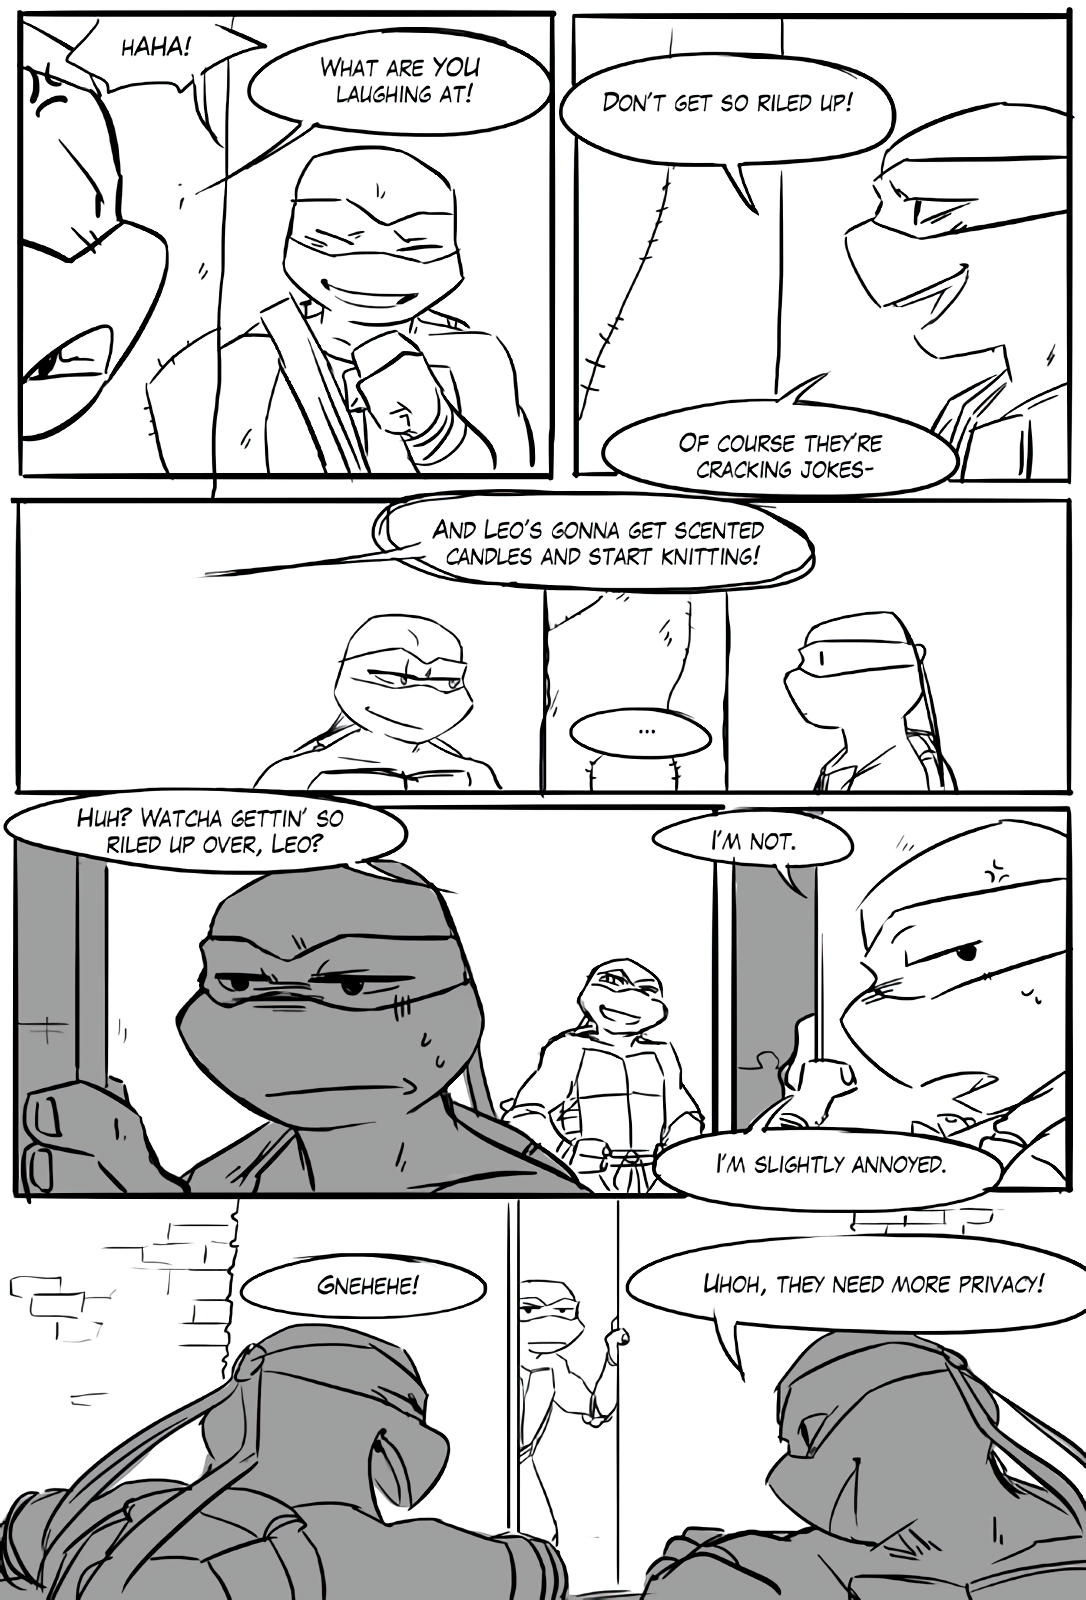 HAHA!
WHAT ARE YOU
LAUGHING AT!
DON'T GET SO RILED UP!
OF COURSE THEY'RE
CRACKING JOKES-
AND LEO'S GONNA GET SCENTED
CANDLES AND START KNITTING!
...
HUH? WATCHA GETTIN' SO
RILED UP OVER, LEO?
I'M NOT.
I'M SLIGHTLY ANNOYED.
GNEHEHE!
UHOH, THEY NEED MORE PRIVACY!